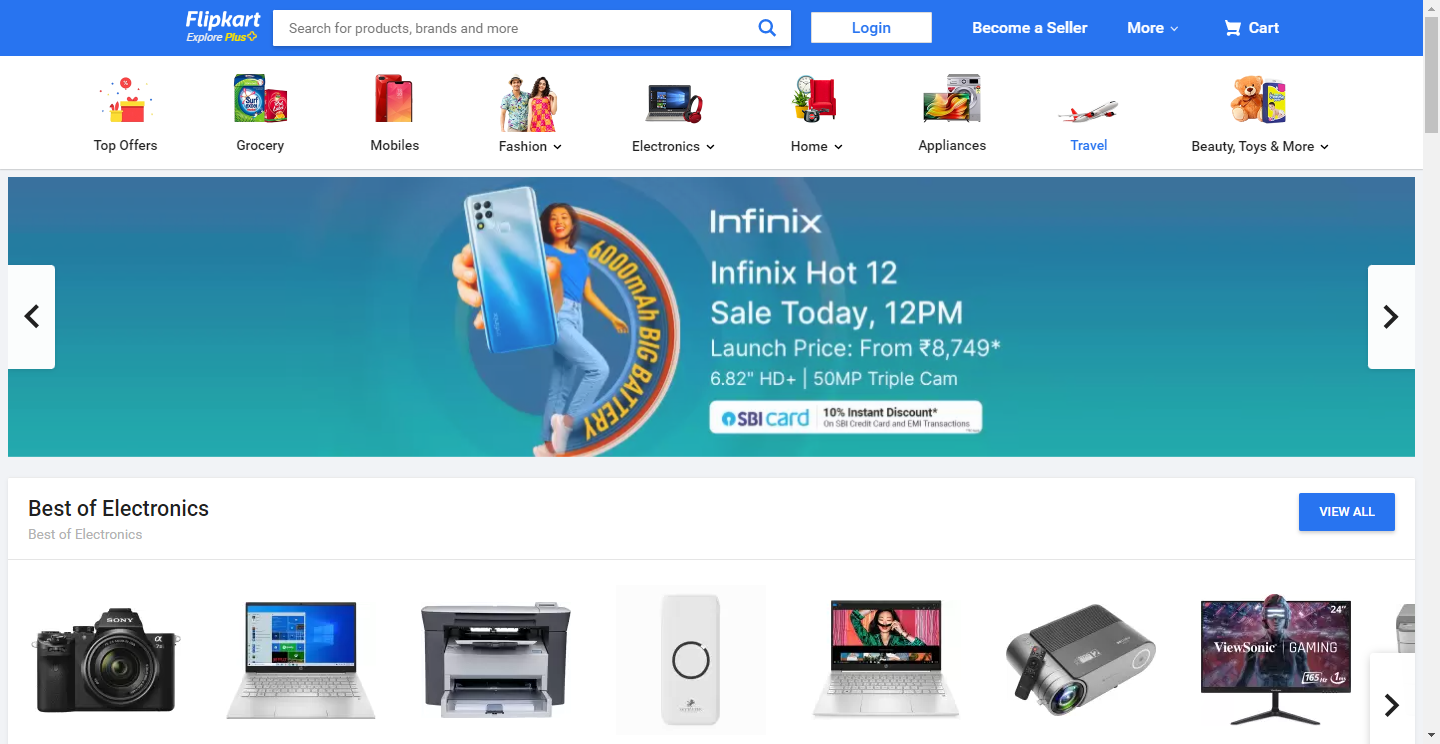 Flipkart
Explore Plus
Search for products, brands and more
Login
Become a Seller
More
Cart
Top Offers
Grocery
Mobiles
Fashion
Electronics
Home
Appliances
Travel
Beauty, Toys & More
6000mAh BIG BATTERY
Infinix
Infinix Hot 12
Sale Today, 12PM
Launch Price: From ₹8,749*
6.82" HD+ | 50MP Triple Cam
SBI card
10% Instant Discount*
On SBI Credit Card and EMI Transactions
Best of Electronics
Best of Electronics
VIEW ALL
SONY
α
24"
ViewSonic | GAMING
165Hz